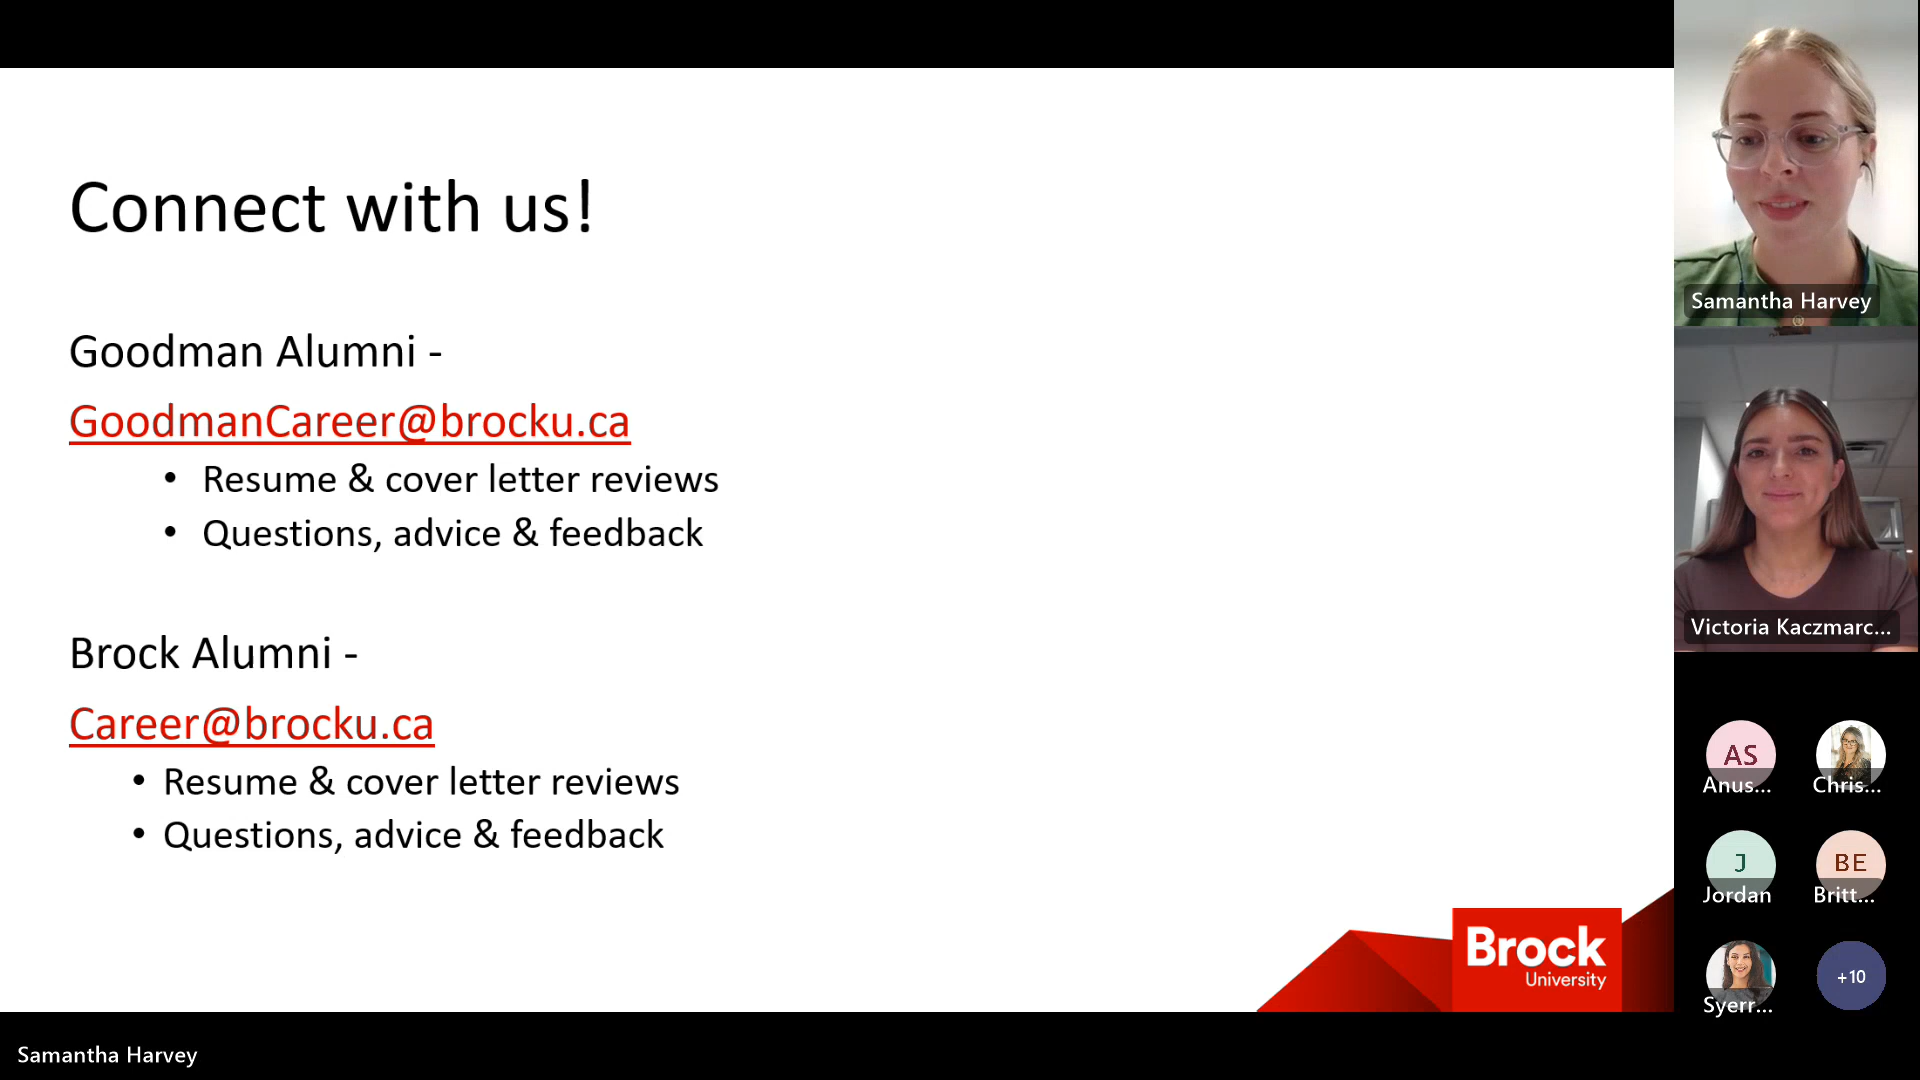 Connect with us!
Goodman Alumni -
GoodmanCareer@brocku.ca
• Resume & cover letter reviews
• Questions, advice & feedback
Brock Alumni -
Career@brocku.ca
• Resume & cover letter reviews
• Questions, advice & feedback
Brock
University
Samantha Harvey
Victoria Kaczmarc...
AS
Anus...
Chris...
J
Jordan
BE
Britt...
Syerr...
+10
Samantha Harvey